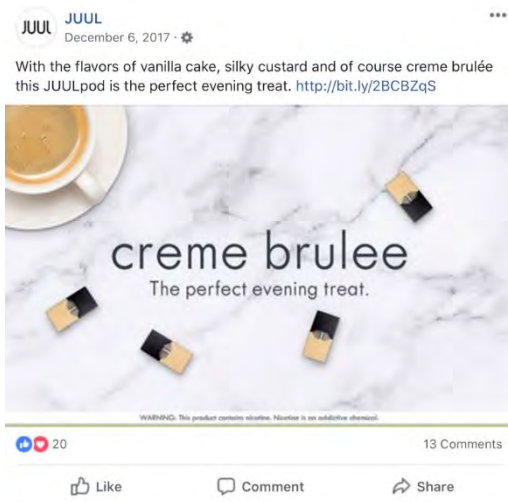 JUUL
JUUL
December 6, 2017 ·
With the flavors of vanilla cake, silky custard and of course creme brulée
this JUULpod is the perfect evening treat. http://bit.ly/2BCBZqS
creme brulee
The perfect evening treat.
WARNING: This product contains nicotine. Nicotine is an addictive chemical.
20
13 Comments
Like
Comment
Share